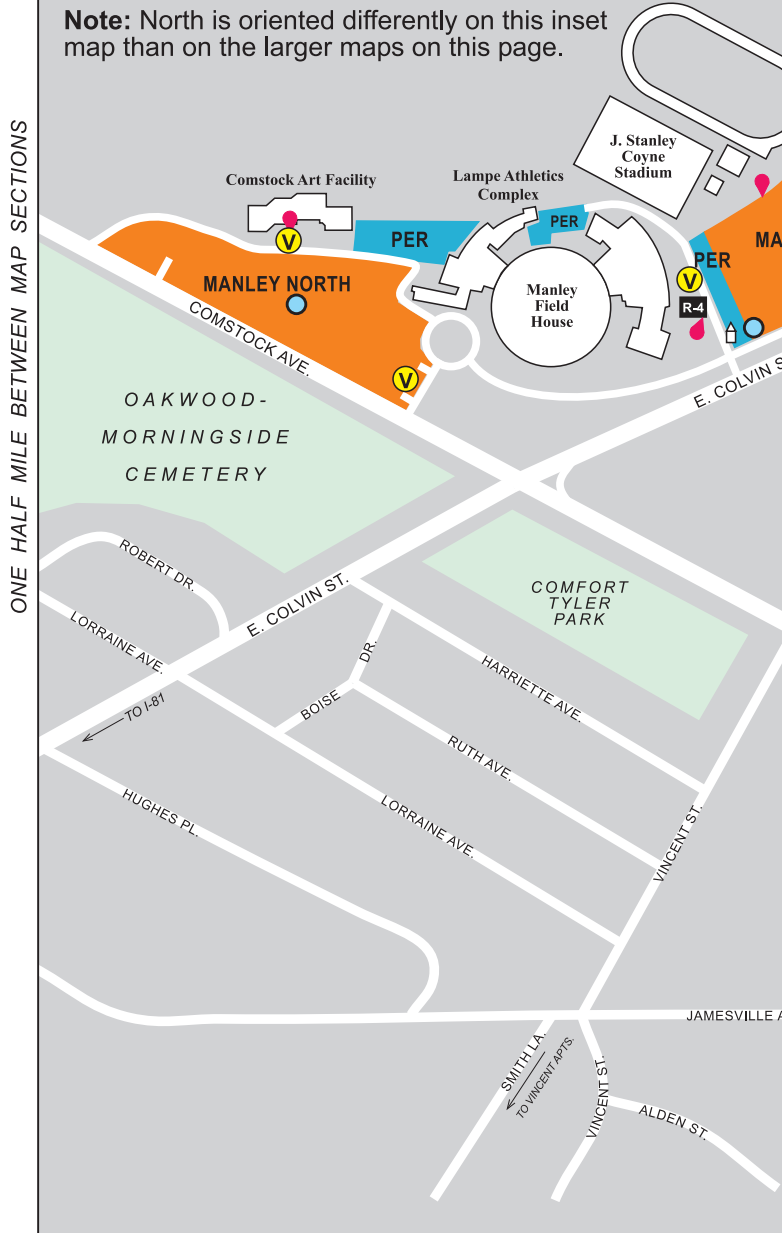 Note: North is oriented differently on this inset
map than on the larger maps on this page.
ONE HALF MILE BETWEEN MAP SECTIONS
J. Stanley
Coyne
Stadium
Comstock Art Facility
Lampe Athletics
Complex
V
PER
PER
PER
MA
MANLEY NORTH
Manley
Field
House
V
R-4
COMSTOCK AVE.
V
E. COLVIN S
OAKWOOD-
MORNINGSIDE
CEMETERY
ROBERT DR.
E. COLVIN ST.
COMFORT
TYLER
PARK
LORRAINE AVE.
BOISE
DR.
HARRIETTE AVE.
TO I-81
RUTH AVE.
HUGHES PL.
LORRAINE AVE.
VINCENT ST.
JAMESVILLE A
SMITH LA.
TO VINCENT APTS.
VINCENT ST.
ALDEN ST.